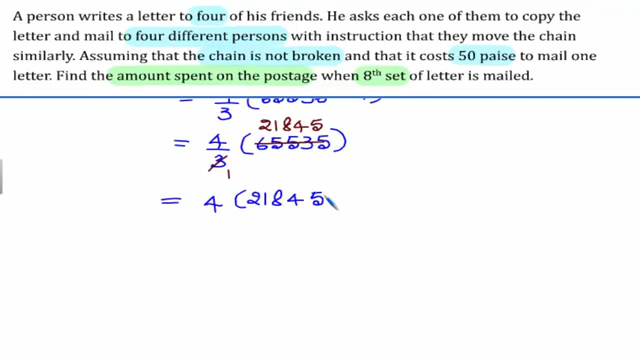 A person writes a letter to four of his friends. He asks each one of them to copy the
letter and mail to four different persons with instruction that they move the chain
similarly. Assuming that the chain is not broken and that it costs 50 paise to mail one
letter. Find the amount spent on the postage when 8th set of letter is mailed.
21845
= 4/3 (65535)
1
= 4 (21845